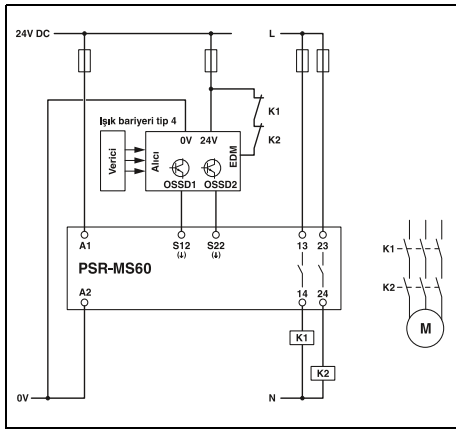 24V DC
L
K1
K2
Işık bariyeri tip 4
0V 24V
Verici
Alıcı
EDM
OSSD1 OSSD2
A1
S12
(↓)
S22
(↓)
13 23
PSR-MS60
A2
14 24
K1
K2
K1
K2
M
0V
N